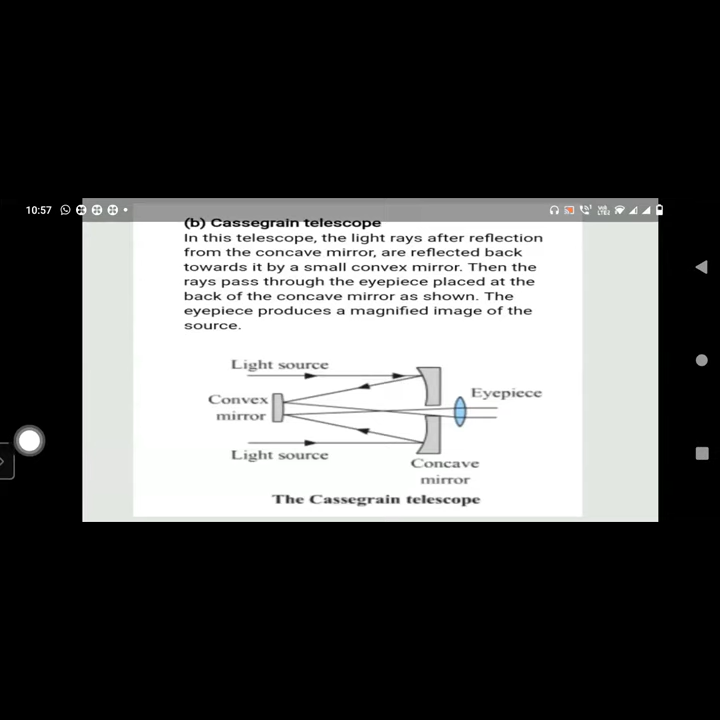 10:57
(b) Cassegrain telescope
In this telescope, the light rays after reflection
from the concave mirror, are reflected back
towards it by a small convex mirror. Then the
rays pass through the eyepiece placed at the
back of the concave mirror as shown. The
eyepiece produces a magnified image of the
source.
Light source
Convex
mirror
Eyepiece
Light source
Concave
mirror
The Cassegrain telescope